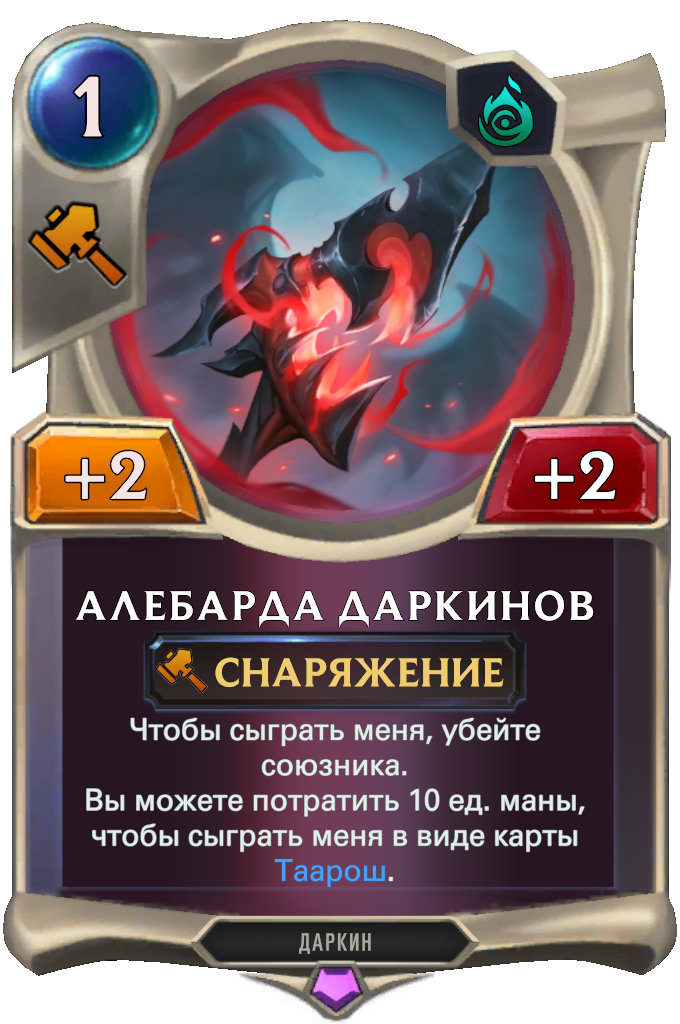 1
+2
+2
АЛЕБАРДА ДАРКИНОВ
СНАРЯЖЕНИЕ
Чтобы сыграть меня, убейте
союзника.
Вы можете потратить 10 ед. маны,
чтобы сыграть меня в виде карты
Таарош.
ДАРКИН